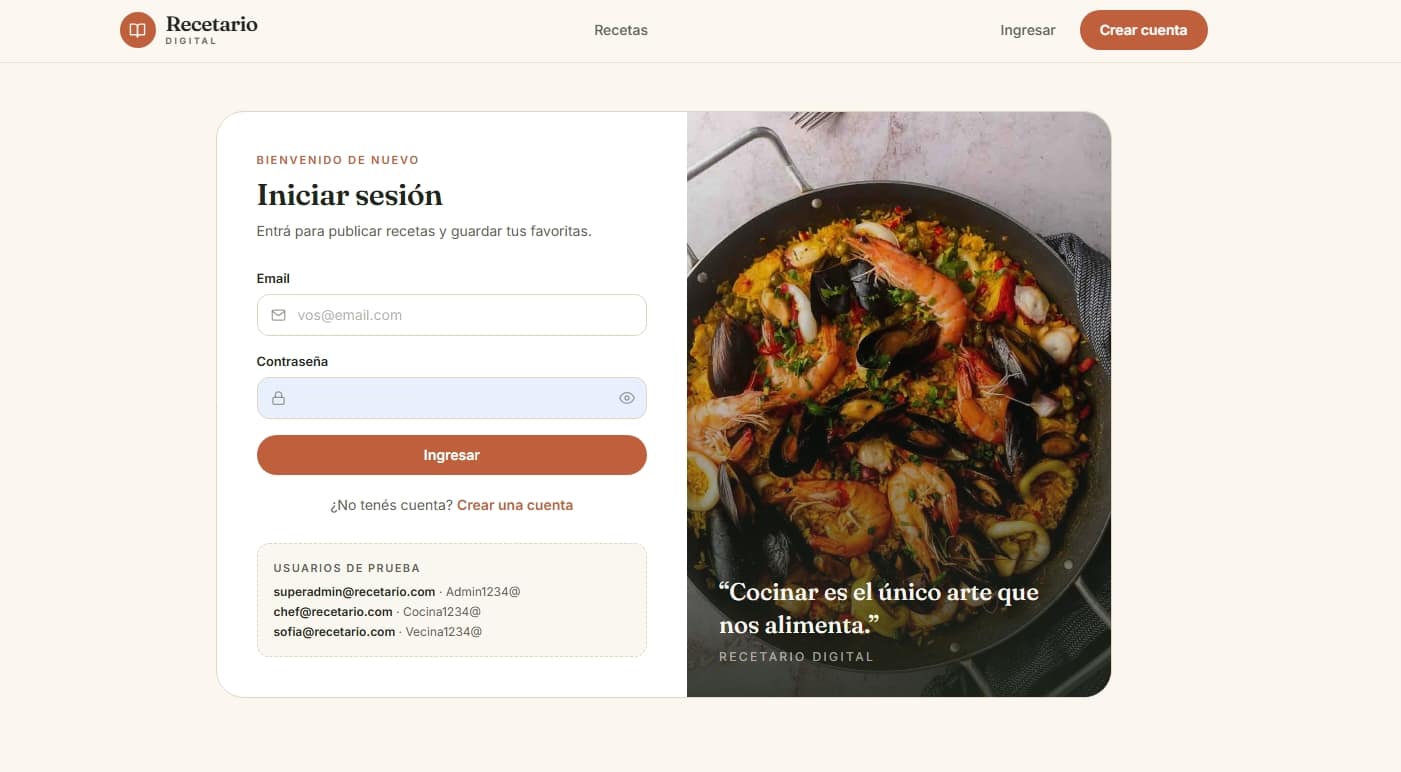 Recetario
DIGITAL
Recetas
Ingresar
Crear cuenta
BIENVENIDO DE NUEVO
Iniciar sesión
Entrá para publicar recetas y guardar tus favoritas.
Email
vos@email.com
Contraseña
Ingresar
¿No tenés cuenta? Crear una cuenta
USUARIOS DE PRUEBA
superadmin@recetario.com · Admin1234@
chef@recetario.com · Cocina1234@
sofia@recetario.com · Vecina1234@
“Cocinar es el único arte que
nos alimenta.”
RECETARIO DIGITAL